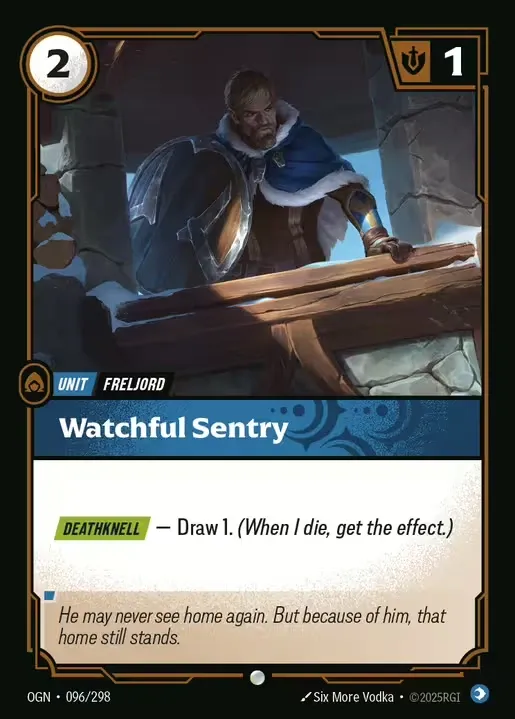 2
1
UNIT FRELJORD
Watchful Sentry
DEATHKNELL — Draw 1. (When I die, get the effect.)
He may never see home again. But because of him, that
home still stands.
OGN • 096/298
Six More Vodka • ©2025RGI